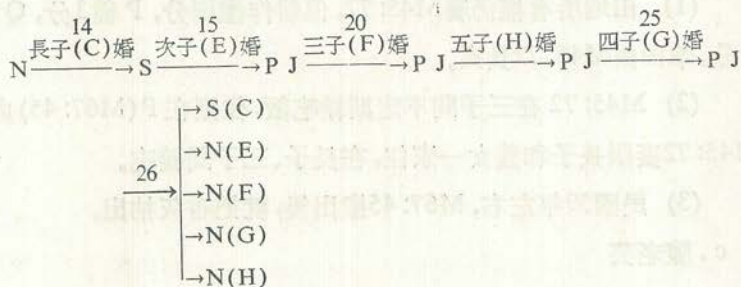 14 15 20 25
長子(C)婚 次子(E)婚 三子(F)婚 五子(H)婚 四子(G)婚
N S P J P J P J P J
S(C)
N(E)
26
N(F)
N(G)
N(H)